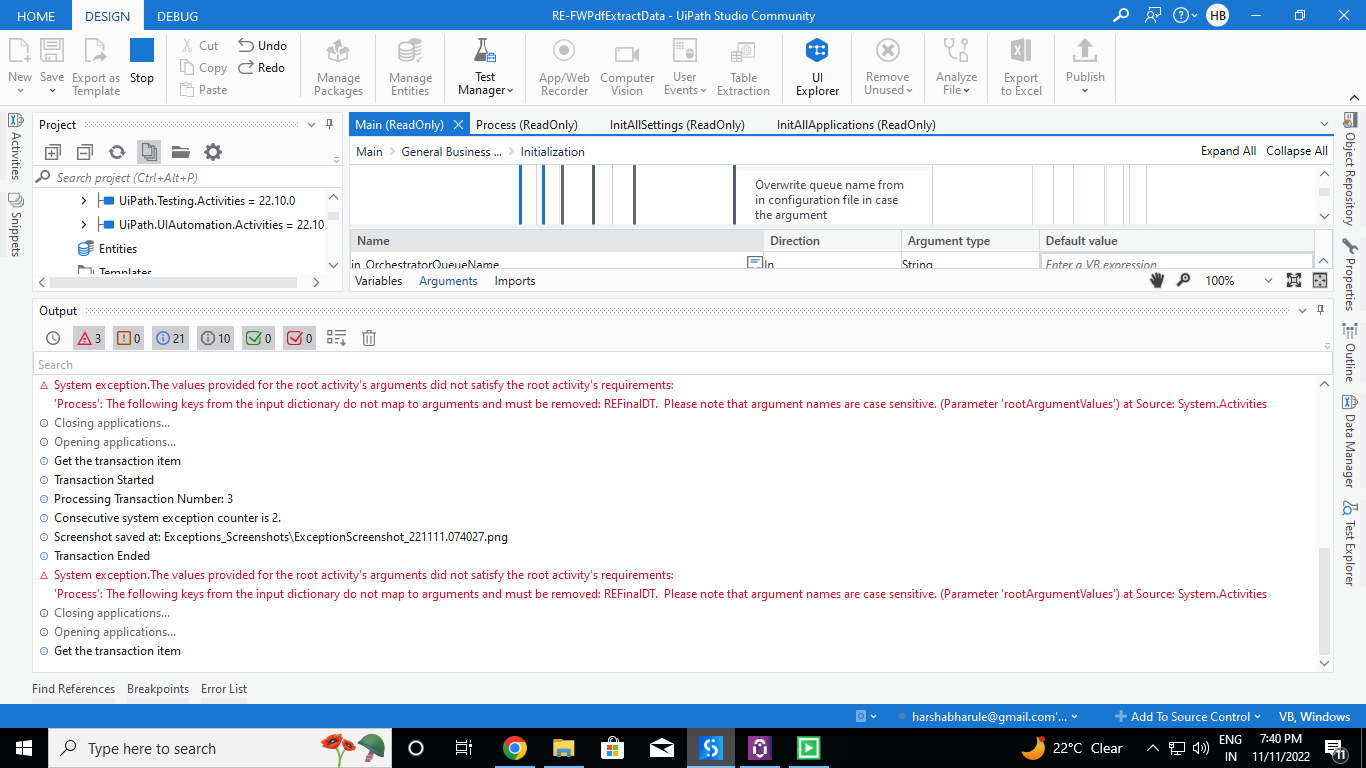 HOME DESIGN DEBUG RE-FWPdfExtractData - UiPath Studio Community HB
New Save Export as Template Stop Cut Copy Paste Undo Redo Manage Packages Manage Entities Test Manager App/Web Recorder Computer Vision User Events Table Extraction UI Explorer Remove Unused Analyze File Export to Excel Publish
Activities
Snippets
Project
Search project (Ctrl+Alt+P)
UiPath.Testing.Activities = 22.10.0
UiPath.UIAutomation.Activities = 22.10
Entities
Templates
Main (ReadOnly) Process (ReadOnly) InitAllSettings (ReadOnly) InitAllApplications (ReadOnly)
Main General Business ... Initialization Expand All Collapse All
Overwrite queue name from
in configuration file in case
the argument
Name Direction Argument type Default value
in_OrchestratorQueueName In String Enter a VB expression
Variables Arguments Imports 100%
Object Repository
Properties
Outline
Data Manager
Test Explorer
Output
3 0 21 10 0 0
Search
System exception.The values provided for the root activity's arguments did not satisfy the root activity's requirements:
'Process': The following keys from the input dictionary do not map to arguments and must be removed: REFinalDT.  Please note that argument names are case sensitive. (Parameter 'rootArgumentValues') at Source: System.Activities
Closing applications...
Opening applications...
Get the transaction item
Transaction Started
Processing Transaction Number: 3
Consecutive system exception counter is 2.
Screenshot saved at: Exceptions_Screenshots\ExceptionScreenshot_221111.074027.png
Transaction Ended
System exception.The values provided for the root activity's arguments did not satisfy the root activity's requirements:
'Process': The following keys from the input dictionary do not map to arguments and must be removed: REFinalDT.  Please note that argument names are case sensitive. (Parameter 'rootArgumentValues') at Source: System.Activities
Closing applications...
Opening applications...
Get the transaction item
Find References Breakpoints Error List
harshabharule@gmail.com'... Add To Source Control VB, Windows
Type here to search 22°C Clear ENG IN 7:40 PM 11/11/2022 11